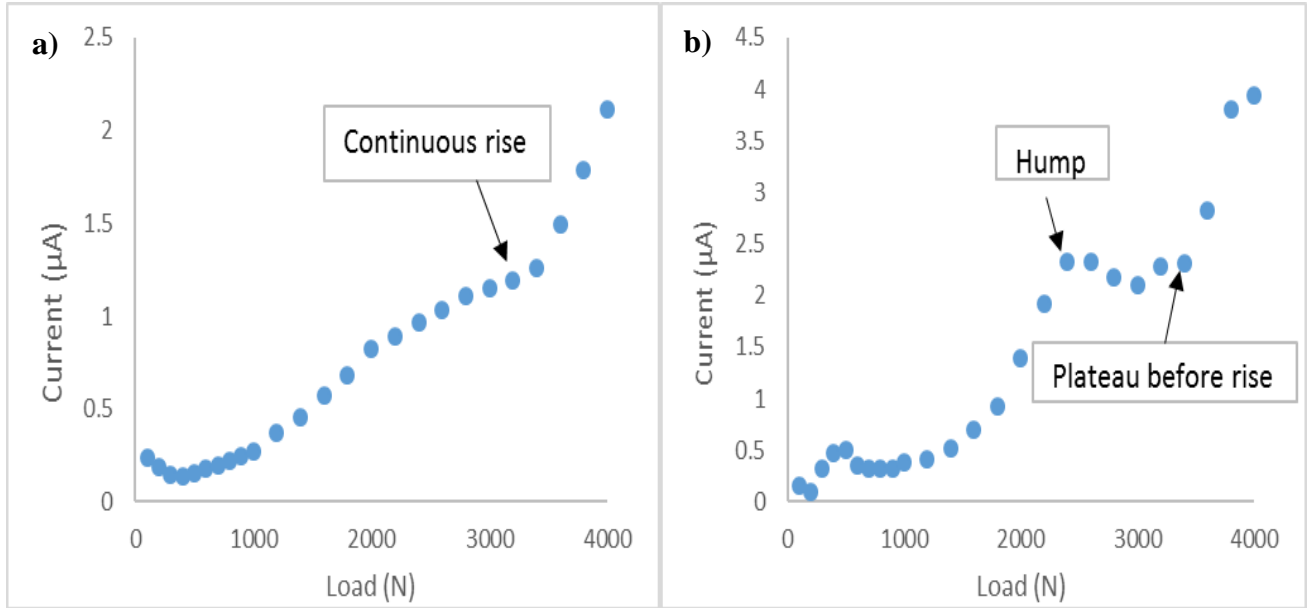 a)
2.5
2
1.5
1
0.5
0
0
1000
2000
3000
4000
Current (µA)
Load (N)
Continuous rise
b)
4.5
4
3.5
3
2.5
2
1.5
1
0.5
0
0
1000
2000
3000
4000
Current (µA)
Load (N)
Hump
Plateau before rise